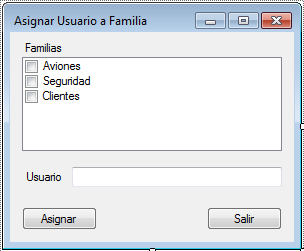 Asignar Usuario a Familia
Familias
Aviones
Seguridad
Clientes
Usuario
Asignar
Salir